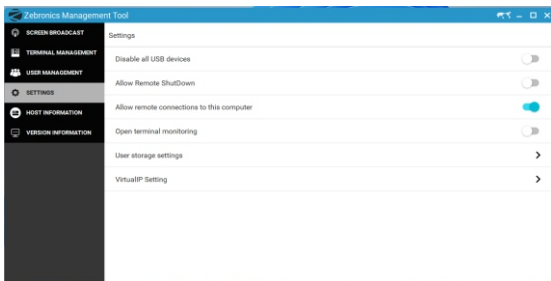 Zebronics Management Tool
SCREEN BROADCAST
TERMINAL MANAGEMENT
USER MANAGEMENT
SETTINGS
HOST INFORMATION
VERSION INFORMATION
Settings
Disable all USB devices
Allow Remote ShutDown
Allow remote connections to this computer
Open terminal monitoring
User storage settings
VirtualIP Setting